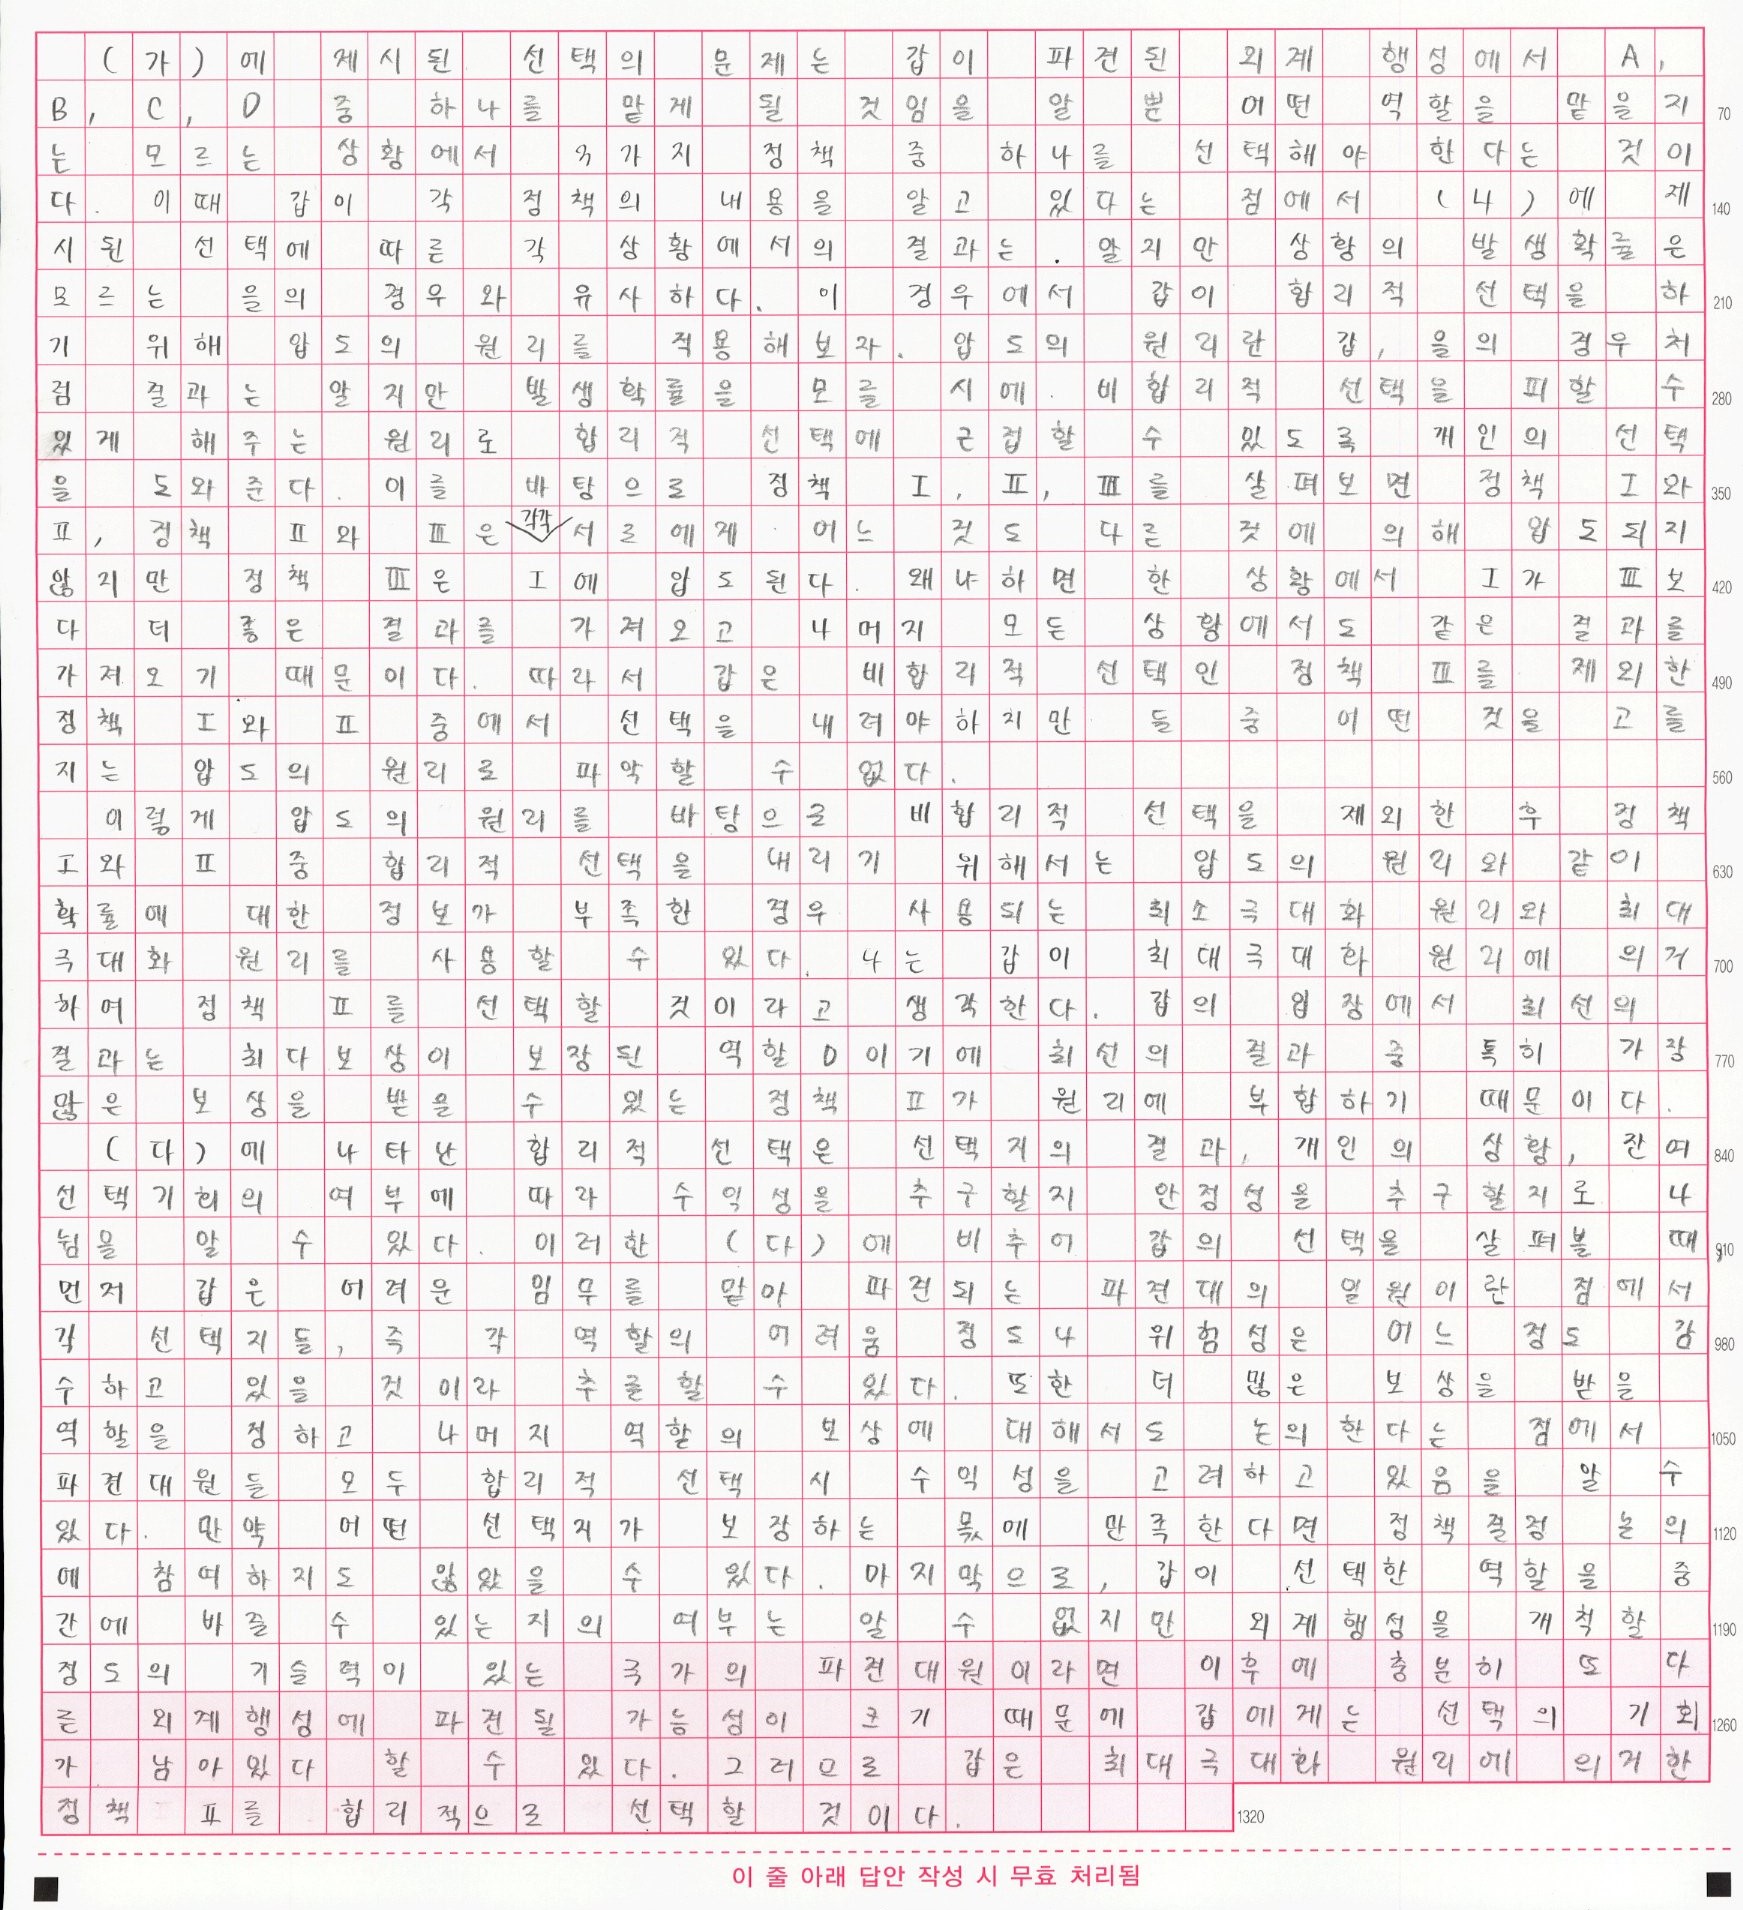 (가)에 제시된 선택의 문제는 갑이 파견된 외계 행성에서 A,
B, C, D 중 하나를 맡게 될 것임을 알 뿐 어떤 역할을 맡을지 70
는 모르는 상황에서 3가지 정책 중 하나를 선택해야 한다는 것이
다. 이때 갑이 각 정책의 내용을 알고 있다는 점에서 (나)에 제 140
시된 선택에 따른 각 상황에서의 결과는. 알지만 상황의 발생확률은
모르는 을의 경우와 유사하다. 이 경우에서 갑이 합리적 선택을 하 210
기 위해 압도의 원리를 적용해보자. 압도의 원리란 갑, 을의 경우처
럼 결과는 알지만 발생확률을 모를 시에. 비합리적 선택을 피할 수 280
있게 해주는 원리로 합리적 선택에 근접할 수 있도록 개인의 선택
을 도와준다. 이를 바탕으로 정책 Ⅰ, Ⅱ, Ⅲ를 살펴보면 정책 Ⅰ와 350
Ⅱ, 정책 Ⅱ와 Ⅲ은 각각 서로에게 어느 것도 다른 것에 의해 압도되지
않지만 정책 Ⅲ은 Ⅰ에 압도된다. 왜냐하면 한 상황에서 Ⅰ가 Ⅲ보 420
다 더 좋은 결과를 가져오고 나머지 모든 상황에서도 같은 결과를
가져오기 때문이다. 따라서 갑은 비합리적 선택인 정책 Ⅲ를 제외한 490
정책 Ⅰ와 Ⅱ 중에서 선택을 내려야하지만 둘 중 어떤 것을 고를
지는 압도의 원리로 파악할 수 없다. 560
이렇게 압도의 원리를 바탕으로 비합리적 선택을 제외한 후 정책
Ⅰ와 Ⅱ 중 합리적 선택을 내리기 위해서는 압도의 원리와 같이 630
확률에 대한 정보가 부족한 경우 사용되는 최소극대화 원리와 최대
극대화 원리를 사용할 수 있다. 나는 갑이 최대극대화 원리에 의거 700
하여 정책 Ⅱ를 선택할 것이라고 생각한다. 갑의 입장에서 최선의
결과는 최다보상이 보장된 역할D이기에 최선의 결과 중 특히 가장 770
많은 보상을 받을 수 있는 정책 Ⅱ가 원리에 부합하기 때문이다.
(다)에 나타난 합리적 선택은 선택지의 결과, 개인의 상황, 잔여 840
선택기회의 여부에 따라 수익성을 추구할지 안정성을 추구할지로 나
뉨을 알 수 있다. 이러한 (다)에 비추어 갑의 선택을 살펴볼 때, 910
먼저 갑은 어려운 임무를 맡아 파견되는 파견대의 일원이란 점에서
각 선택지들, 즉 각 역할의 어려움 정도나 위험성은 어느 정도 감 980
수하고 있을 것이라 추론할 수 있다. 또한 더 많은 보상을 받을
역할을 정하고 나머지 역할의 보상에 대해서도 논의한다는 점에서 1050
파견대원들 모두 합리적 선택 시 수익성을 고려하고 있음을 알 수
있다. 만약 어떤 선택지가 보장하는 몫에 만족한다면 정책결정 논의 1120
에 참여하지도 않았을 수 있다. 마지막으로, 갑이 선택한 역할을 중
간에 바꿀 수 있는지의 여부는 알 수 없지만 외계행성을 개척할 1190
정도의 기술력이 있는 국가의 파견대원이라면 이후에 충분히 또 다
른 외계행성에 파견될 가능성이 크기 때문에 갑에게는 선택의 기회 1260
가 남아있다 할 수 있다. 그러므로 갑은 최대극대화 원리에 의거한
정책 Ⅱ를 합리적으로 선택할 것이다. 1320
이 줄 아래 답안 작성 시 무효 처리됨